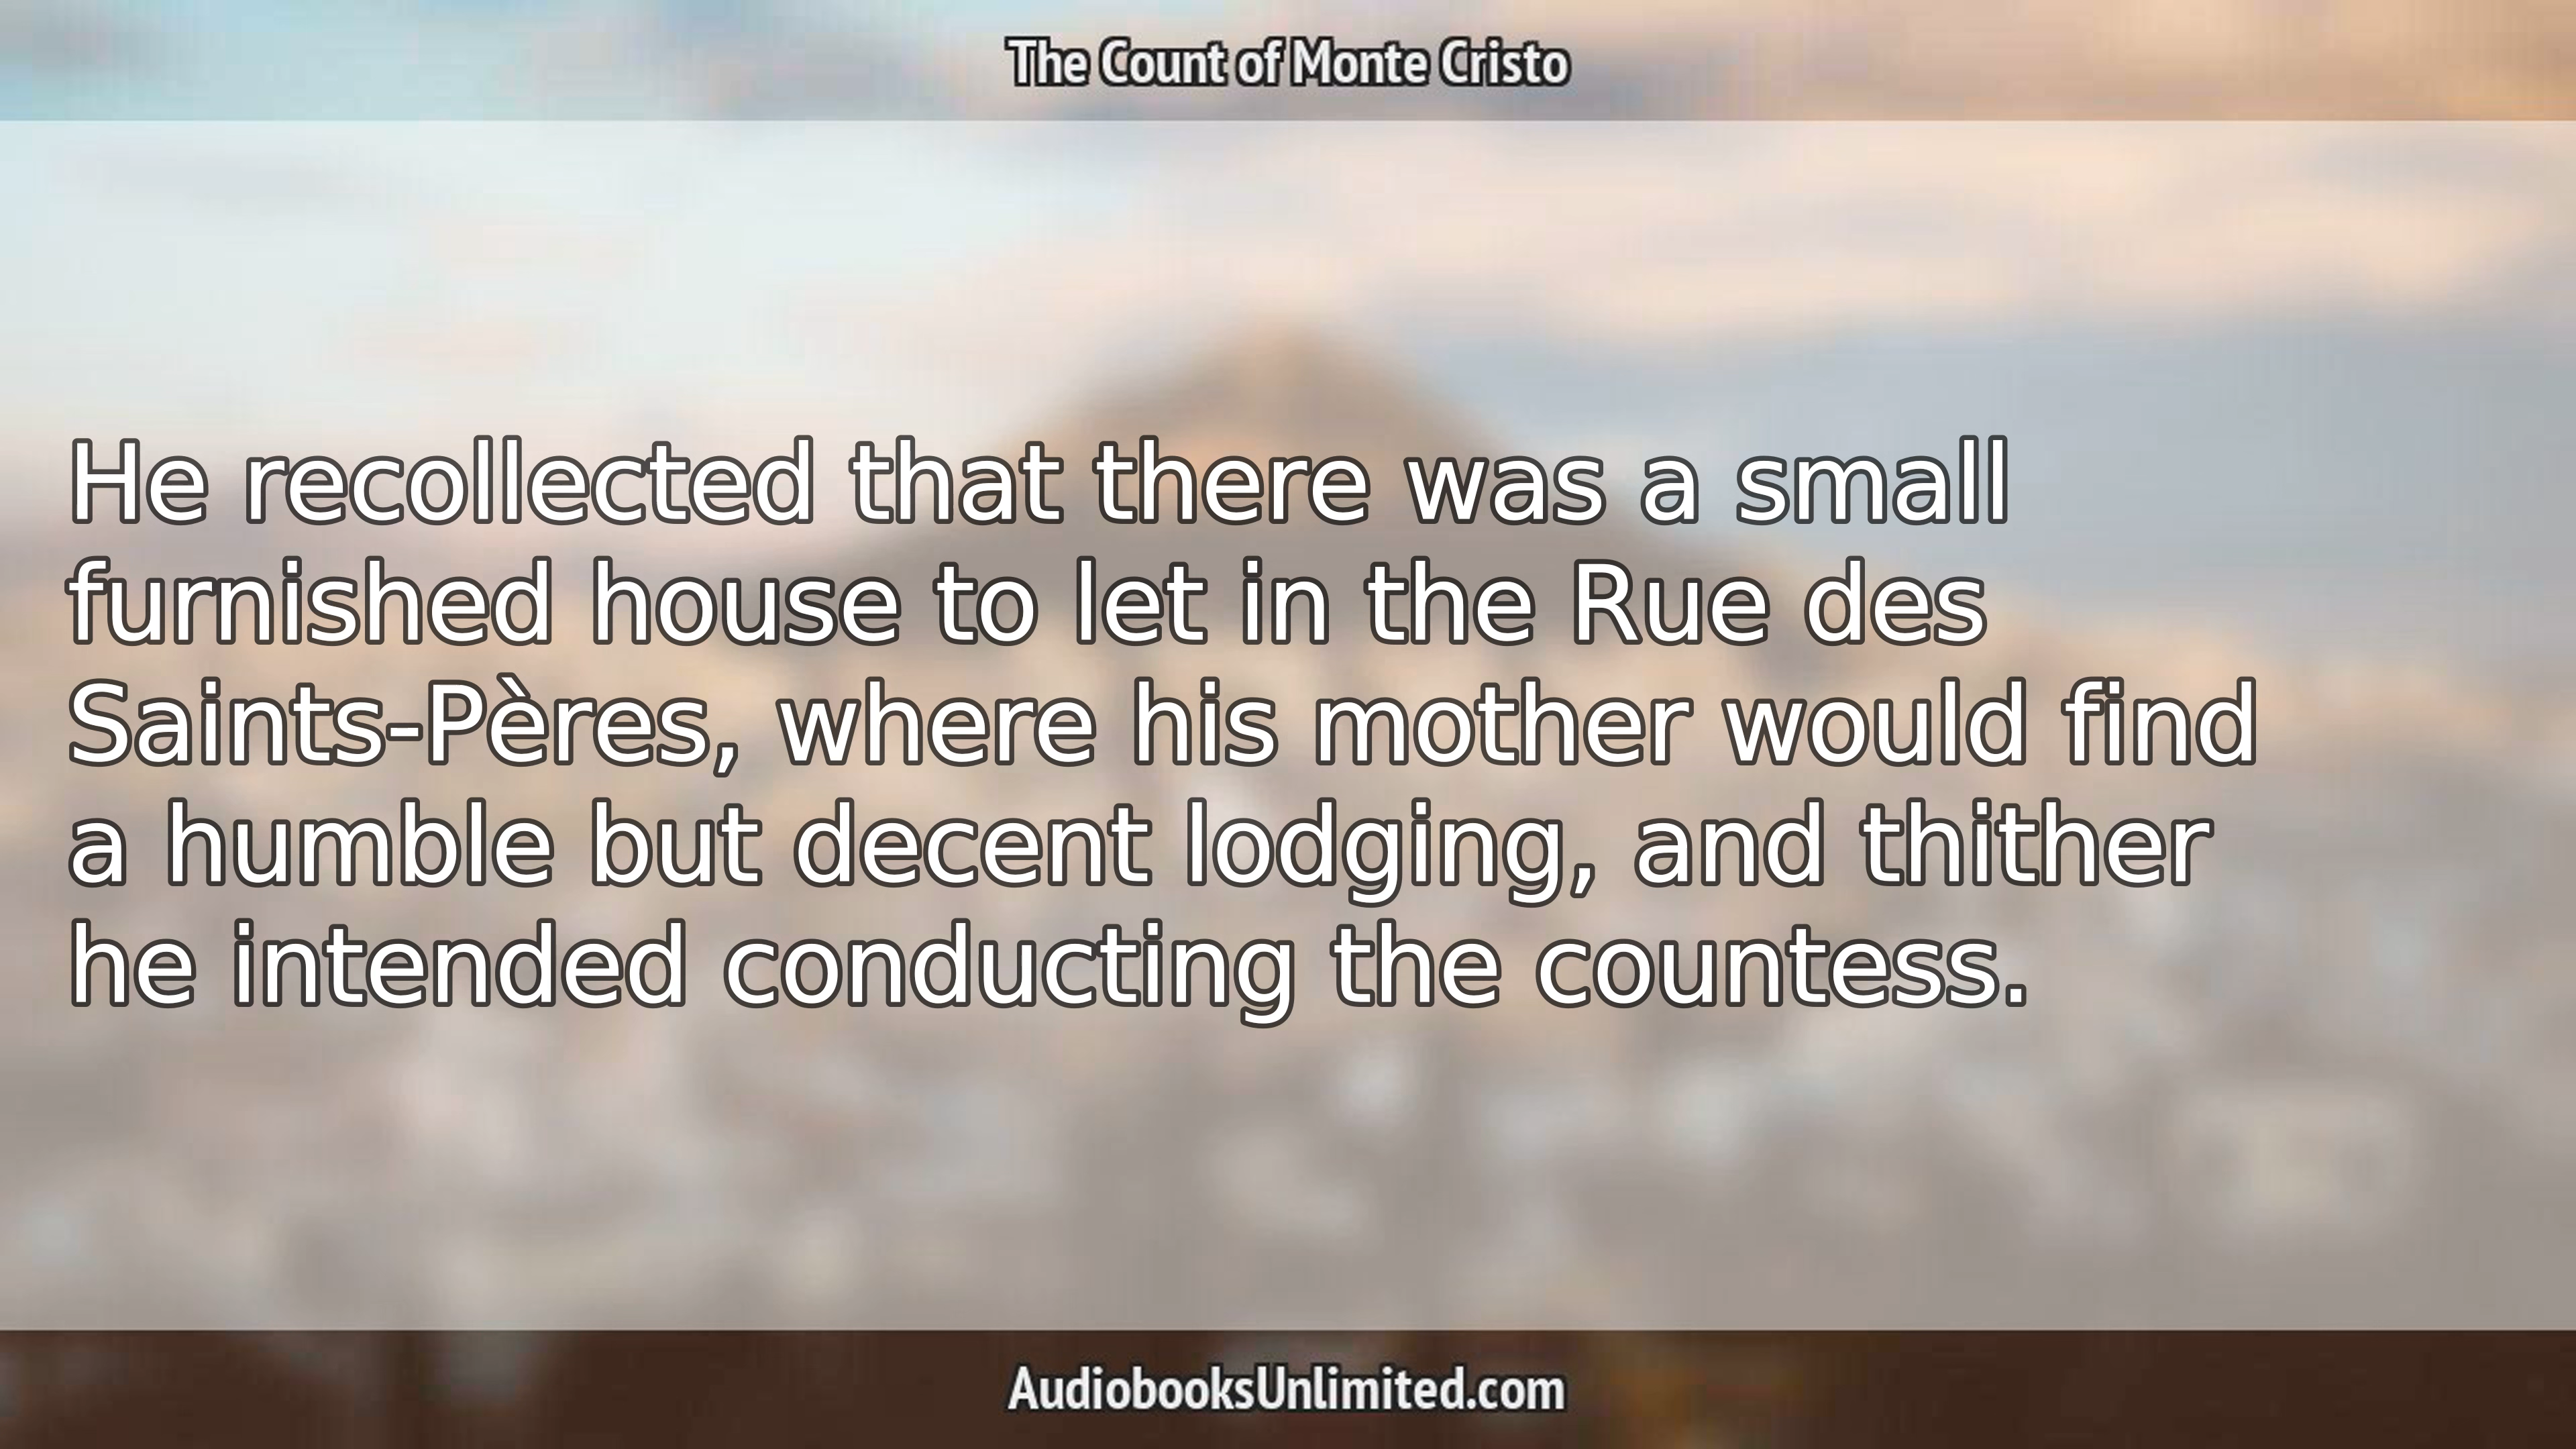 The Count of Monte Cristo
He recollected that there was a small
furnished house to let in the Rue des
Saints-Pères, where his mother would find
a humble but decent lodging, and thither
he intended conducting the countess.
AudiobooksUnlimited.com